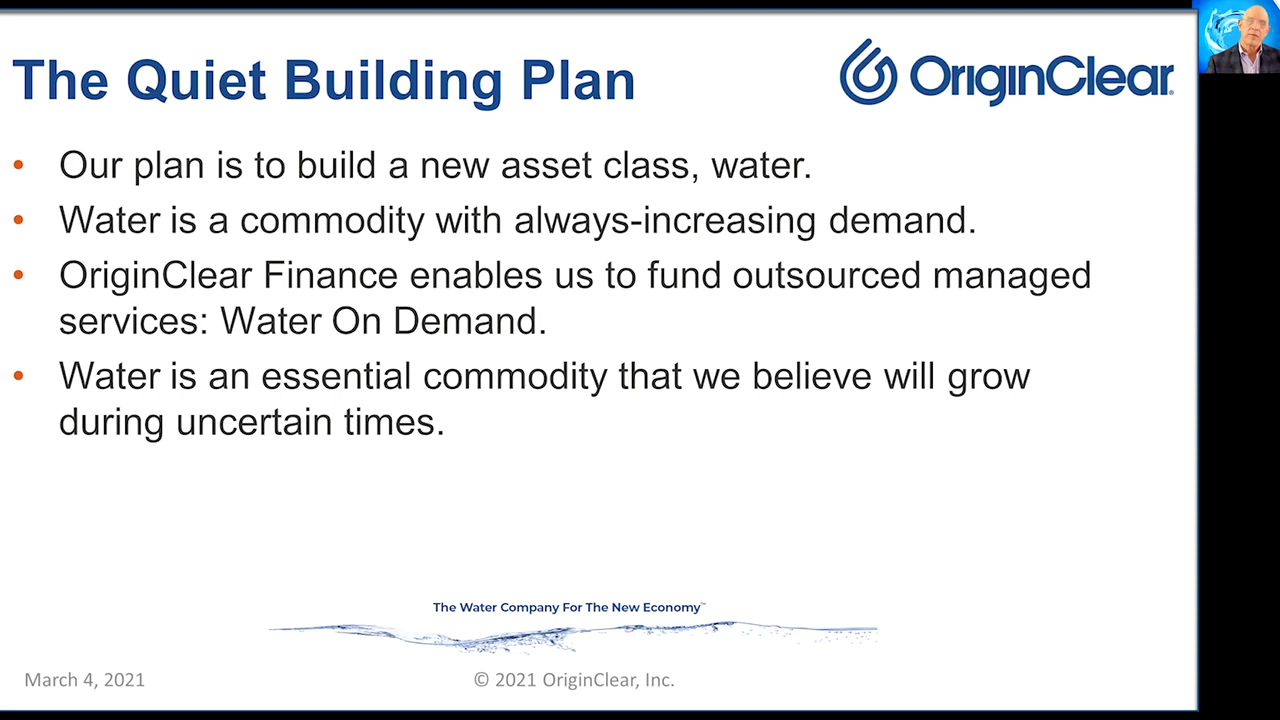 The Quiet Building Plan
OriginClear®
• Our plan is to build a new asset class, water.
• Water is a commodity with always-increasing demand.
• OriginClear Finance enables us to fund outsourced managed
services: Water On Demand.
• Water is an essential commodity that we believe will grow
during uncertain times.
The Water Company For The New Economy™
March 4, 2021
© 2021 OriginClear, Inc.